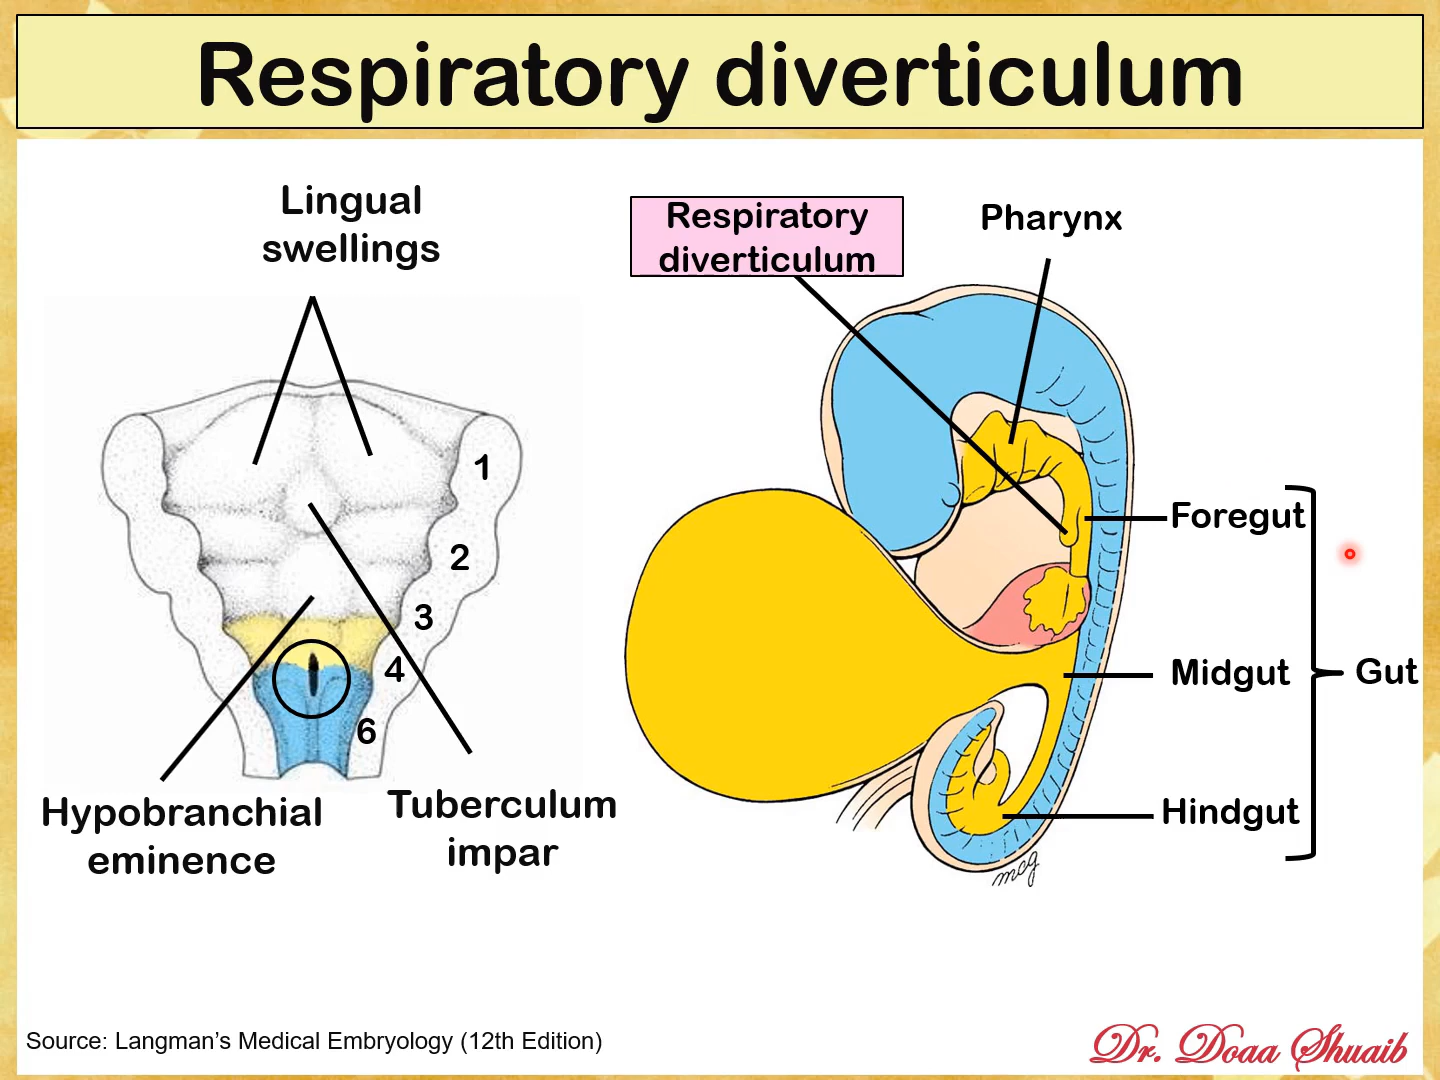 Respiratory diverticulum
Lingual
swellings
Respiratory
diverticulum
Pharynx
1
2
3
4
6
Foregut
Midgut
Gut
Hindgut
Hypobranchial
eminence
Tuberculum
impar
mcg
Source: Langman’s Medical Embryology (12th Edition)
Dr. Doaa Shuaib